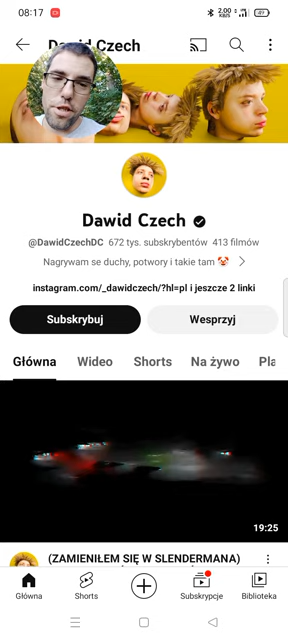 08:17
2,00 KB/S 49
Dawid Czech
Dawid Czech
@DawidCzechDC 672 tys. subskrybentów 413 filmów
Nagrywam se duchy, potwory i takie tam 🤡
instagram.com/_dawidczech/?hl=pl i jeszcze 2 linki
Subskrybuj Wesprzyj
Główna Wideo Shorts Na żywo Pla
19:25
(ZAMIENIŁEM SIĘ W SLENDERMANA)
Główna Shorts Subskrypcje Biblioteka